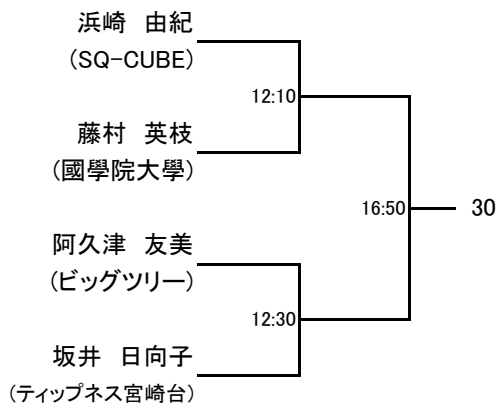 浜崎　由紀
(SQ-CUBE)
12:10
藤村　英枝
(國學院大學)
16:50
30
阿久津　友美
(ビッグツリー)
12:30
坂井　日向子
(ティップネス宮崎台)